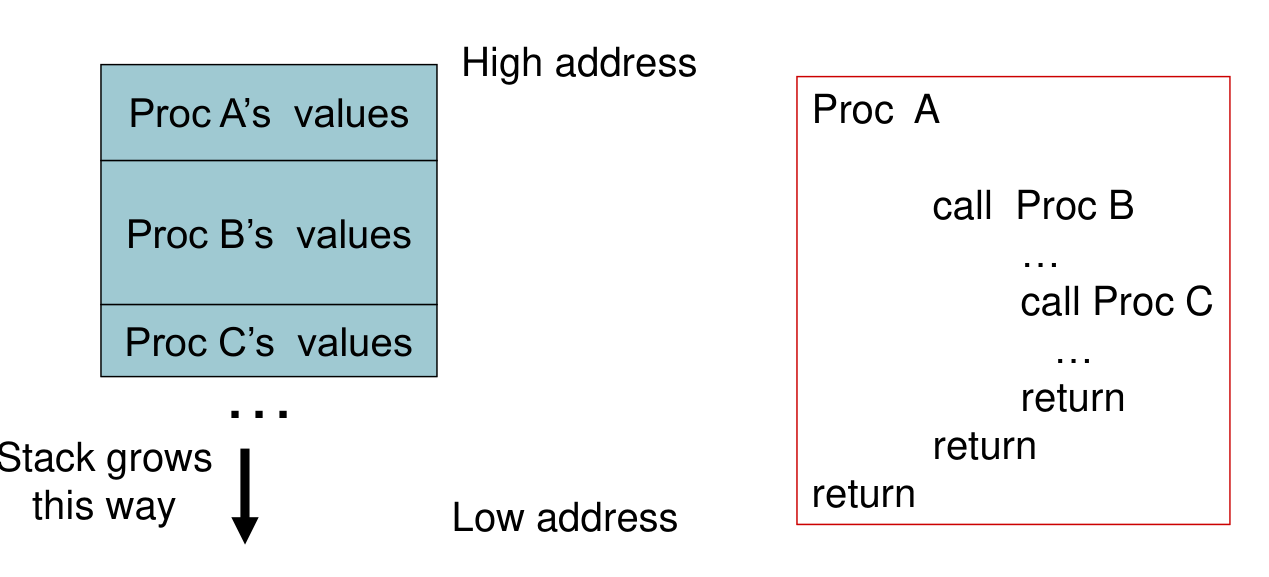 High address
Proc A's values
Proc B's values
Proc C's values
...
Stack grows
this way
Low address
Proc A
call Proc B
...
call Proc C
...
return
return
return